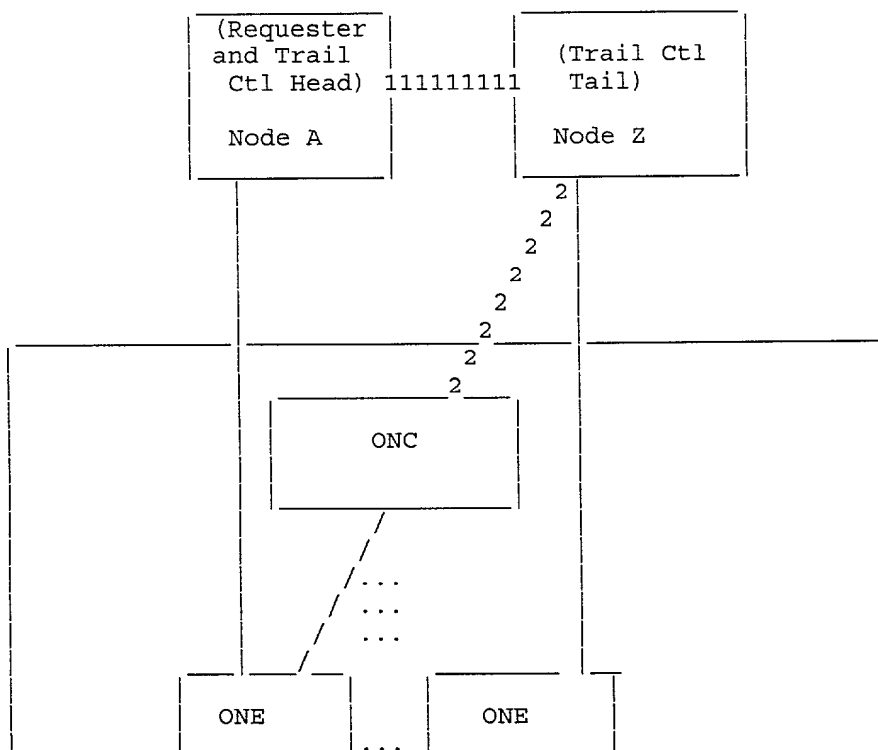 (Requester
and Trail
Ctl Head) 111111111
(Trail Ctl
Tail)
Node A
Node Z
2
2
2
2
2
2
2
2
ONC
...
...
...
ONE
ONE
...